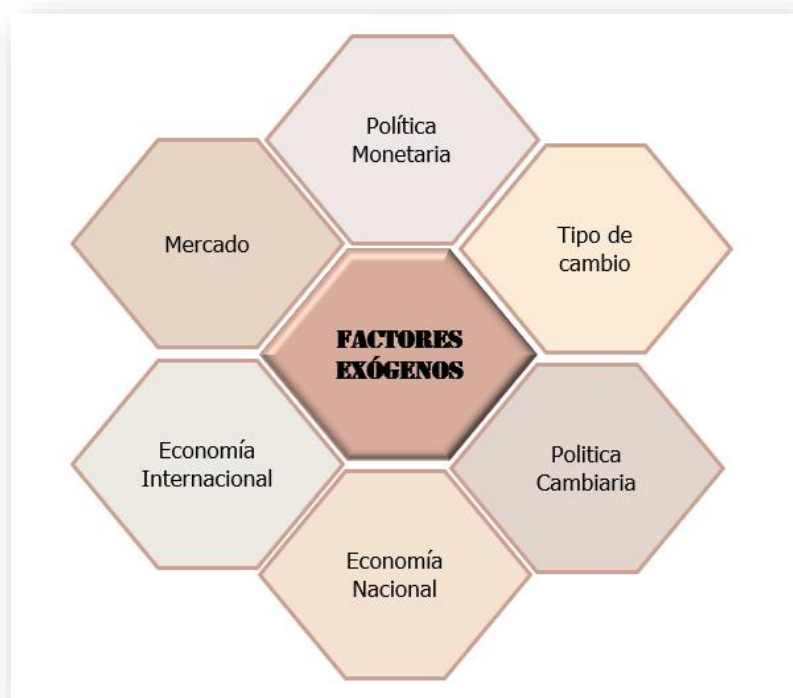 Política
Monetaria
Mercado
Tipo de
cambio
FACTORES
EXÓGENOS
Economía
Internacional
Politica
Cambiaria
Economía
Nacional